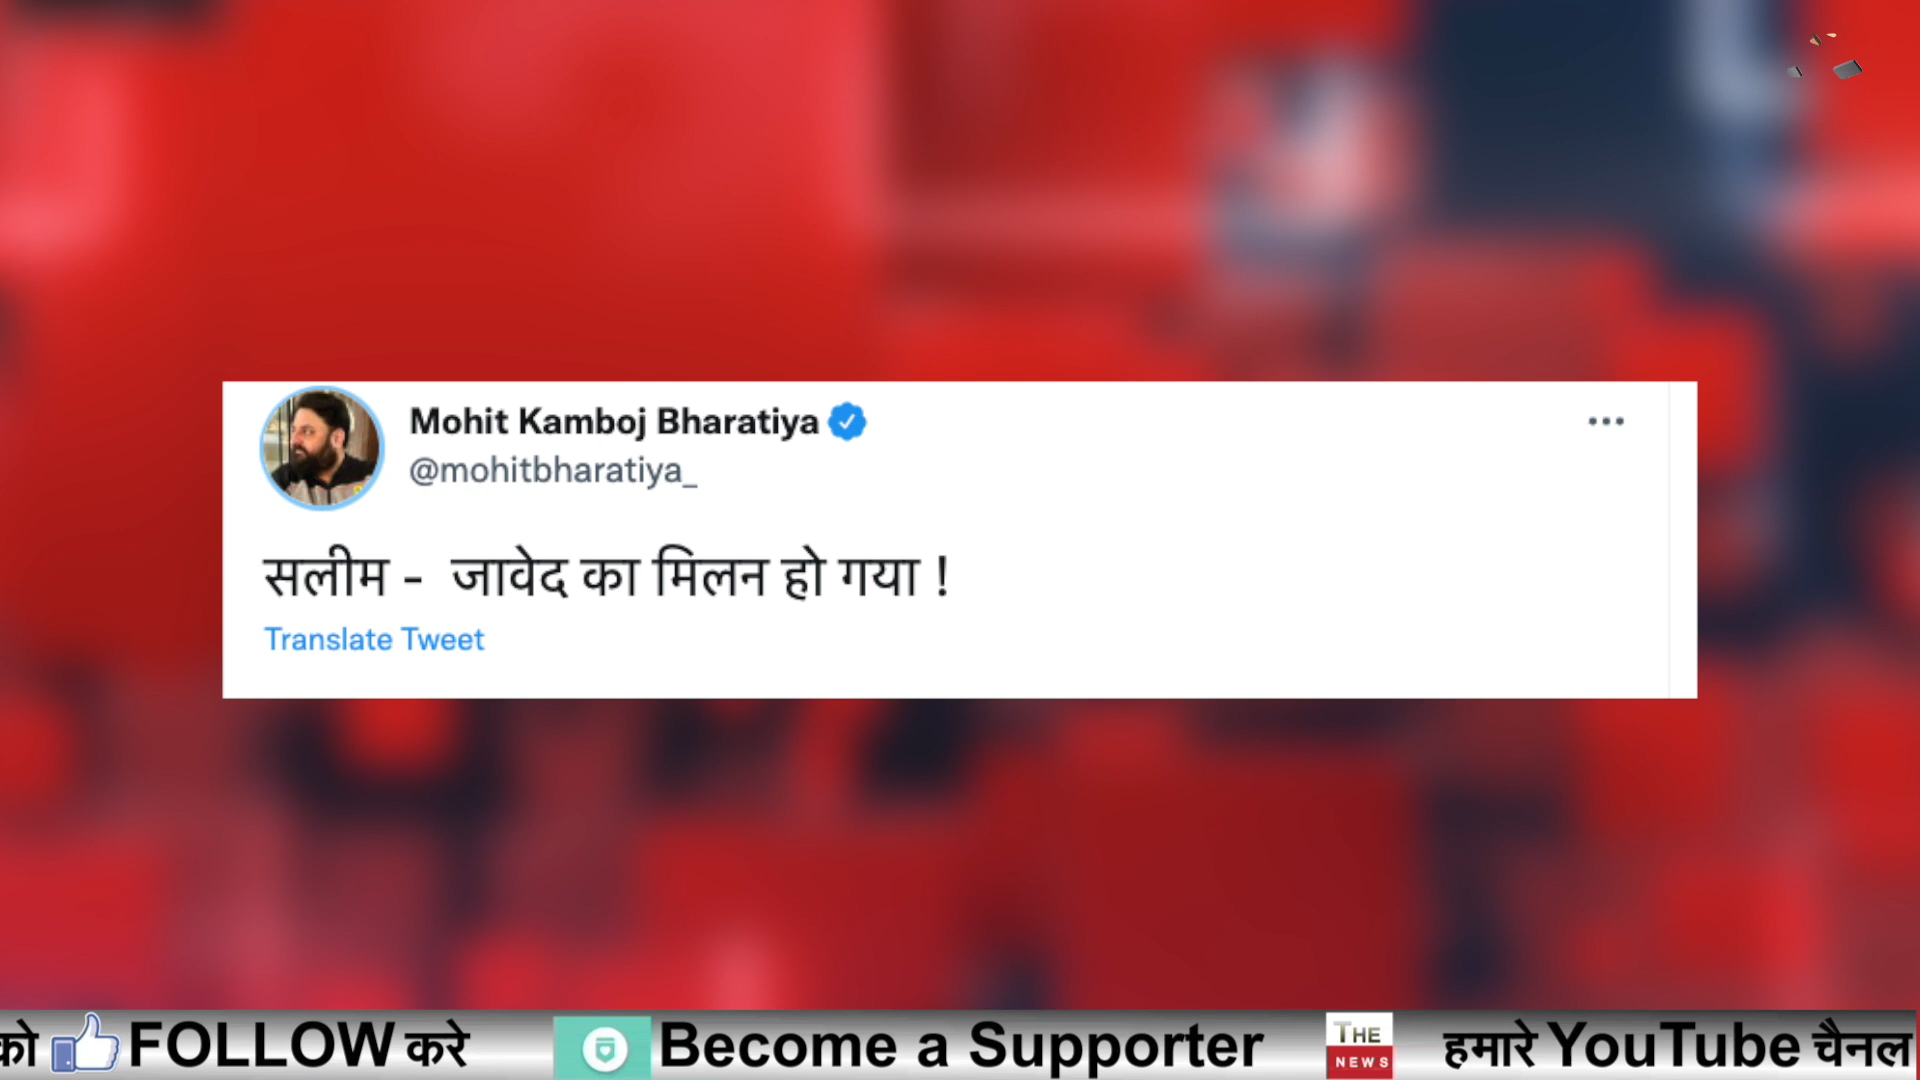 Mohit Kamboj Bharatiya
@mohitbharatiya_
सलीम - जावेद का मिलन हो गया !
Translate Tweet
को FOLLOW करे Become a Supporter THE NEWS हमारे YouTube चैनल